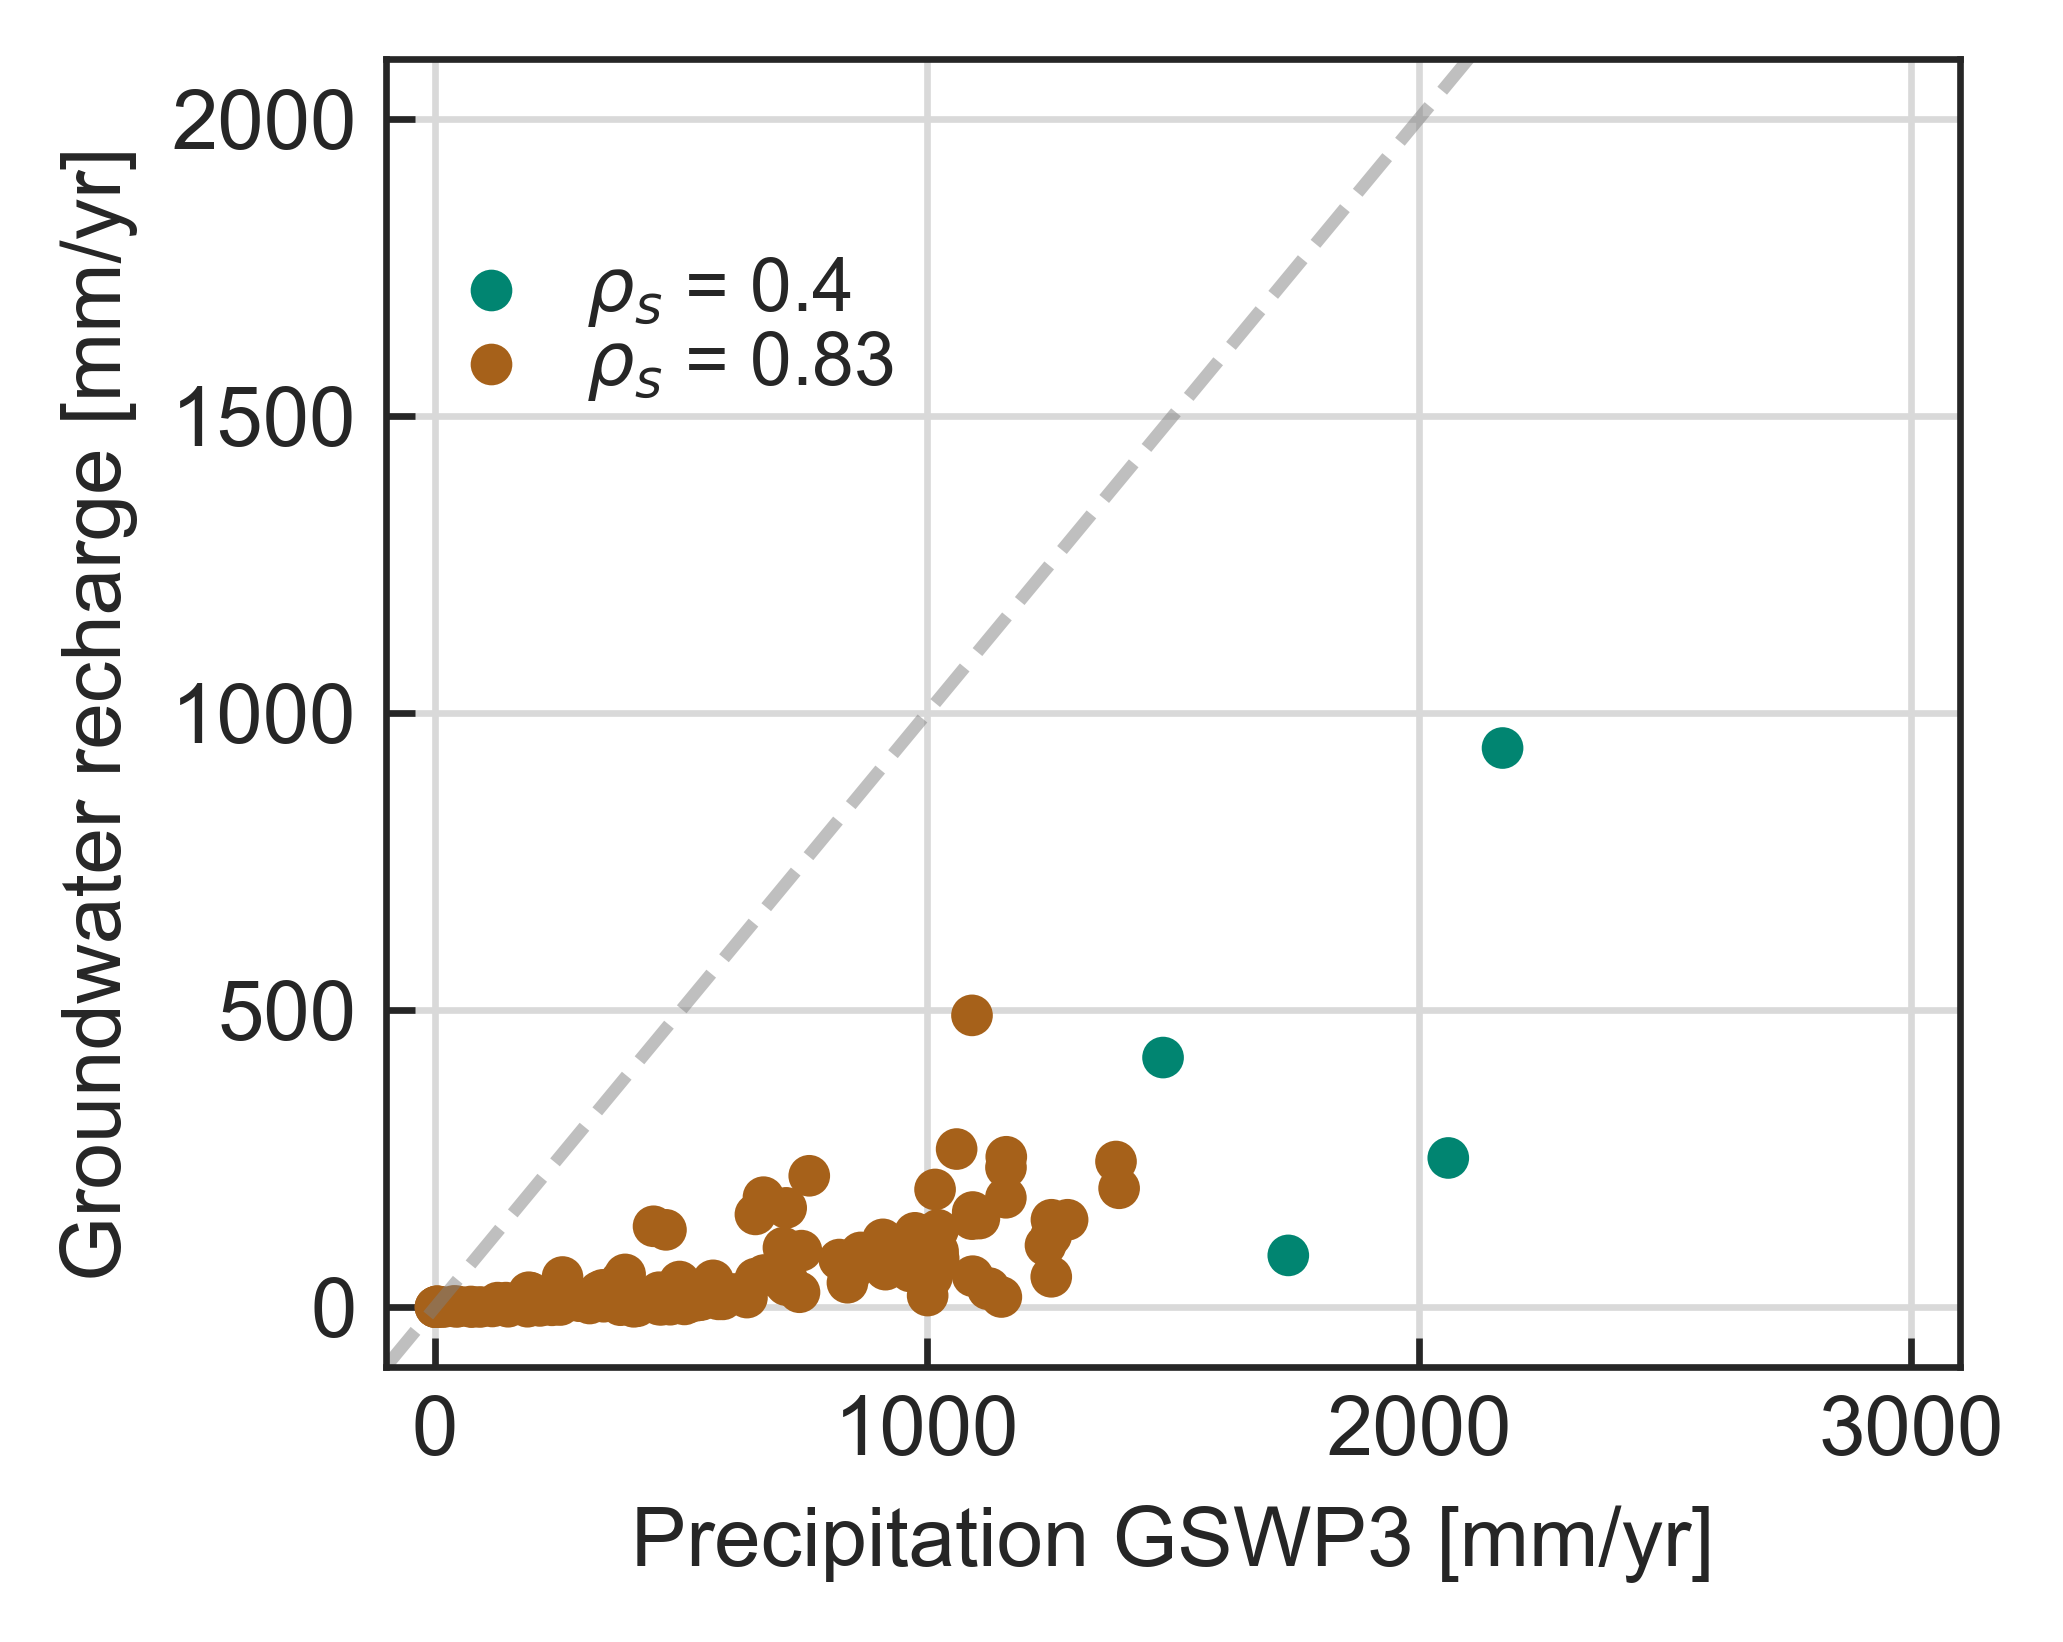 2000
1500
1000
500
0
Groundwater recharge [mm/yr]
ρs = 0.4
ρs = 0.83
0 1000 2000 3000
Precipitation GSWP3 [mm/yr]